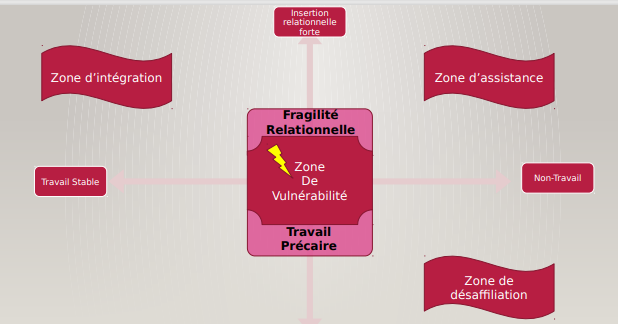 Insertion
relationnelle
forte
Zone d’intégration
Zone d’assistance
Fragilité
Relationnelle
Zone
De
Vulnérabilité
Travail Stable
Non-Travail
Travail
Précaire
Zone de
désaffiliation